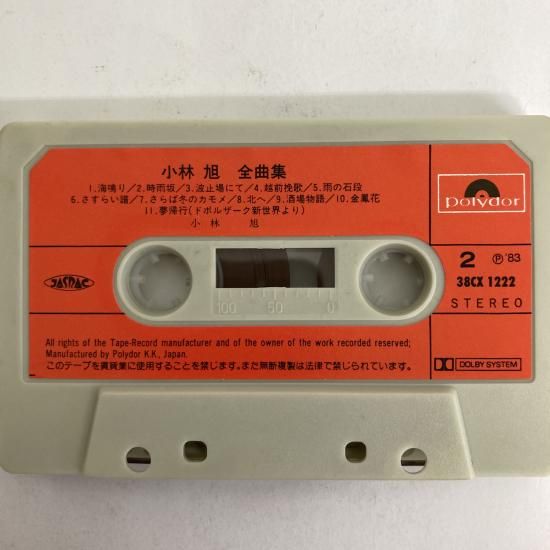 小林 旭 全曲集
1.海鳴り/2.時雨坂/3.波止場にて/4.越前挽歌/5.雨の石段
6.さすらい譜/7.さらば冬のカモメ/8.北へ/9.酒場物語/10.金鳳花
11.夢帰行(ドボルザーク新世界より)
小林 旭
polydor
JASRAC
2 Ⓟ'83
38CX 1222
STEREO
100 50 0
All rights of the Tape-Record manufacturer and of the owner of the work recorded reserved;
Manufactured by Polydor K.K., Japan.
このテープを賃貸業に使用することを禁じます。また無断複製は法律で禁じられています。
DOLBY SYSTEM